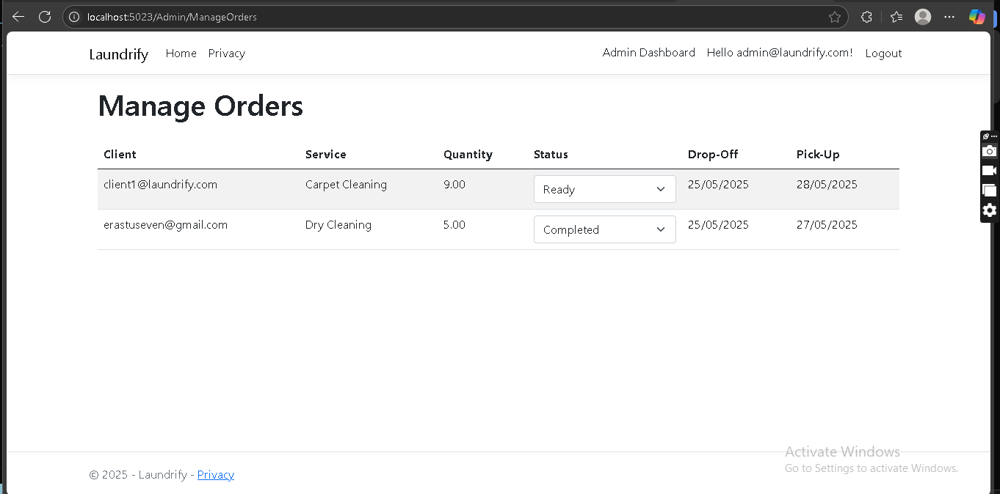 localhost:5023/Admin/ManageOrders
Laundrify Home Privacy Admin Dashboard Hello admin@laundrify.com! Logout
Manage Orders
Client Service Quantity Status Drop-Off Pick-Up
client1@laundrify.com Carpet Cleaning 9.00 Ready 25/05/2025 28/05/2025
erastuseven@gmail.com Dry Cleaning 5.00 Completed 25/05/2025 27/05/2025
Activate Windows
Go to Settings to activate Windows.
© 2025 - Laundrify - Privacy